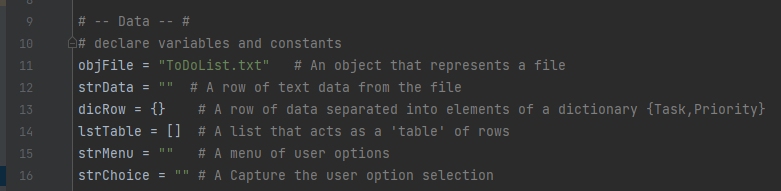 9 # -- Data -- #
10 # declare variables and constants
11 objFile = "ToDoList.txt"   # An object that represents a file
12 strData = ""  # A row of text data from the file
13 dicRow = {}    # A row of data separated into elements of a dictionary {Task,Priority}
14 lstTable = []  # A list that acts as a 'table' of rows
15 strMenu = ""   # A menu of user options
16 strChoice = "" # A Capture the user option selection